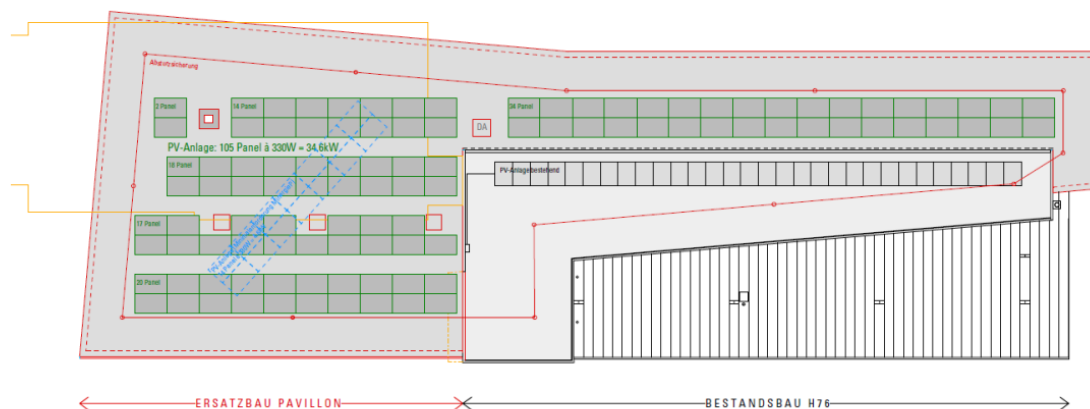 Absturzsicherung
2 Panel
14 Panel
34 Panel
DA
PV-Anlage: 105 Panel à 330W = 34.6kW
18 Panel
PV-Anlage bestehend
17 Panel
20 Panel
ERSATZBAU PAVILLON
BESTANDSBAU H76